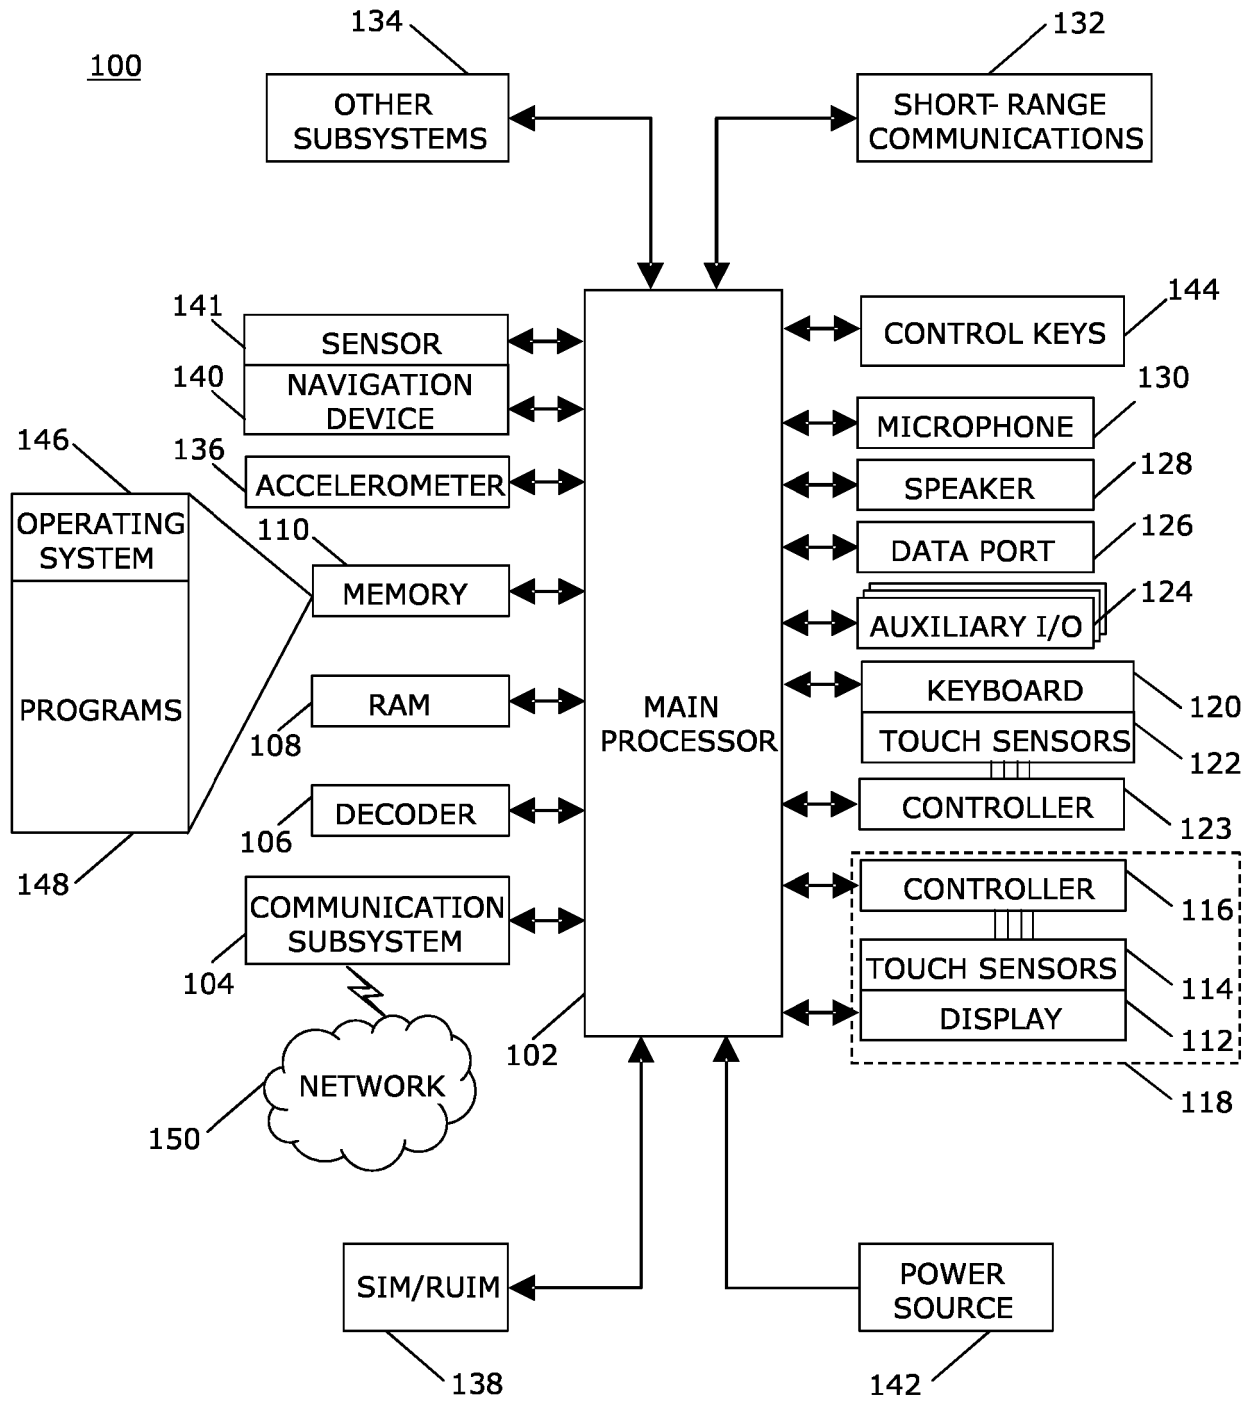 134
132
100
OTHER
SUBSYSTEMS
SHORT- RANGE
COMMUNICATIONS
141
SENSOR
144
CONTROL KEYS
140
NAVIGATION
DEVICE
130
MICROPHONE
146
136
ACCELEROMETER
128
SPEAKER
OPERATING
SYSTEM
110
MEMORY
126
DATA PORT
124
AUXILIARY I/O
PROGRAMS
RAM
108
MAIN
PROCESSOR
KEYBOARD
120
TOUCH SENSORS
122
DECODER
106
CONTROLLER
123
148
COMMUNICATION
SUBSYSTEM
104
CONTROLLER
116
TOUCH SENSORS
114
DISPLAY
112
102
118
NETWORK
150
SIM/RUIM
138
POWER
SOURCE
142